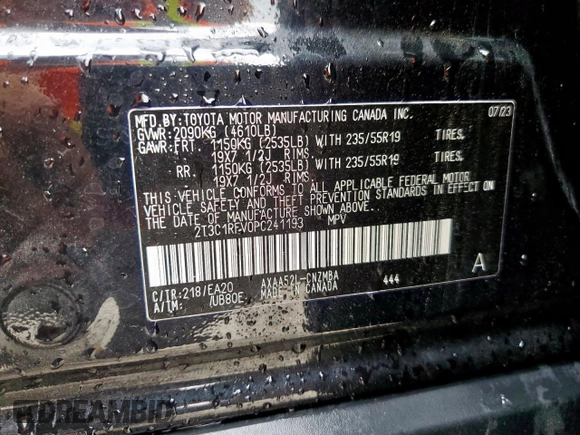 MFD.BY:TOYOTA MOTOR MANUFACTURING CANADA INC. 07/23
GVWR:2090KG (4610LB)
GAWR:FRT. 1150KG (2535LB) WITH 235/55R19 TIRES,
19X7 1/2J RIMS
RR. 1150KG (2535LB) WITH 235/55R19 TIRES,
19X7 1/2J RIMS
THIS VEHICLE CONFORMS TO ALL APPLICABLE FEDERAL MOTOR
VEHICLE SAFETY AND THEFT PREVENTION STANDARDS IN EFFECT ON
THE DATE OF MANUFACTURE SHOWN ABOVE.
2T3C1RFV0PC241193 MPV
C/TR:218/EA20 AXAA52L-CNZMBA 444 A
A/TM: /UB80E MADE IN CANADA
DREAMBID